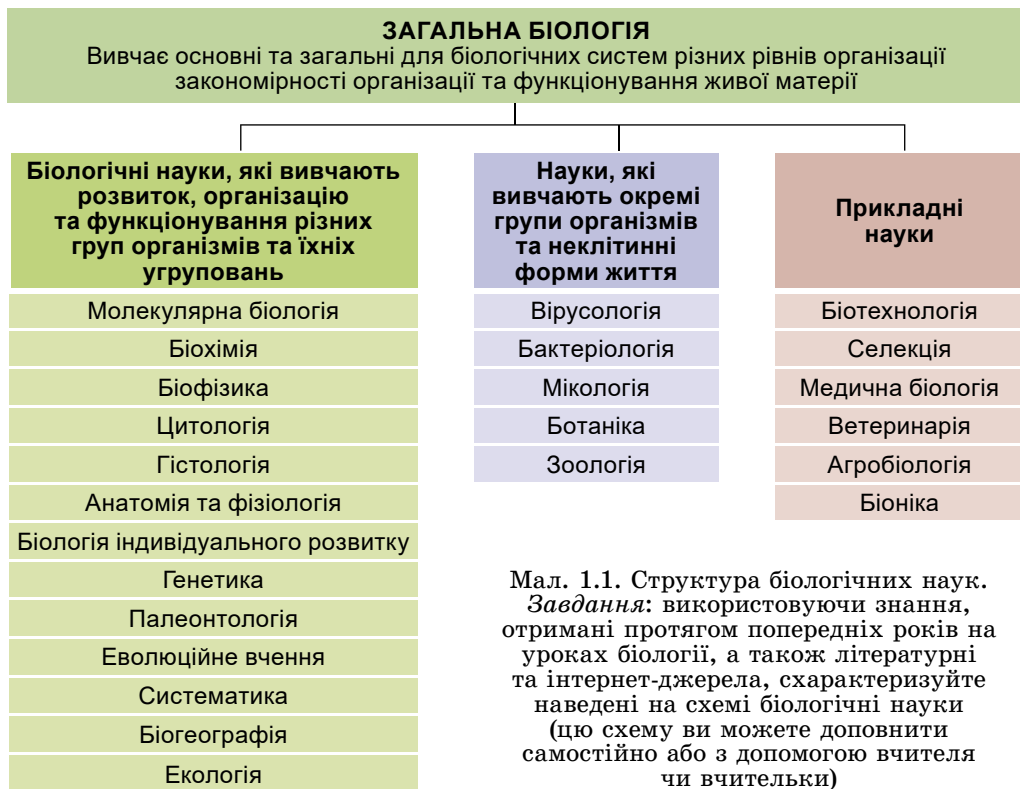 ЗАГАЛЬНА БІОЛОГІЯ
Вивчає основні та загальні для біологічних систем різних рівнів організації
закономірності організації та функціонування живої матерії
Біологічні науки, які вивчають
розвиток, організацію
та функціонування різних
груп організмів та їхніх
угруповань
Молекулярна біологія
Біохімія
Біофізика
Цитологія
Гістологія
Анатомія та фізіологія
Біологія індивідуального розвитку
Генетика
Палеонтологія
Еволюційне вчення
Систематика
Біогеографія
Екологія
Науки, які
вивчають окремі
групи організмів
та неклітинні
форми життя
Вірусологія
Бактеріологія
Мікологія
Ботаніка
Зоологія
Прикладні
науки
Біотехнологія
Селекція
Медична біологія
Ветеринарія
Агробіологія
Біоніка
Мал. 1.1. Структура біологічних наук.
Завдання: використовуючи знання,
отримані протягом попередніх років на
уроках біології, а також літературні
та інтернет-джерела, схарактеризуйте
наведені на схемі біологічні науки
(цю схему ви можете доповнити
самостійно або з допомогою вчителя
чи вчительки)